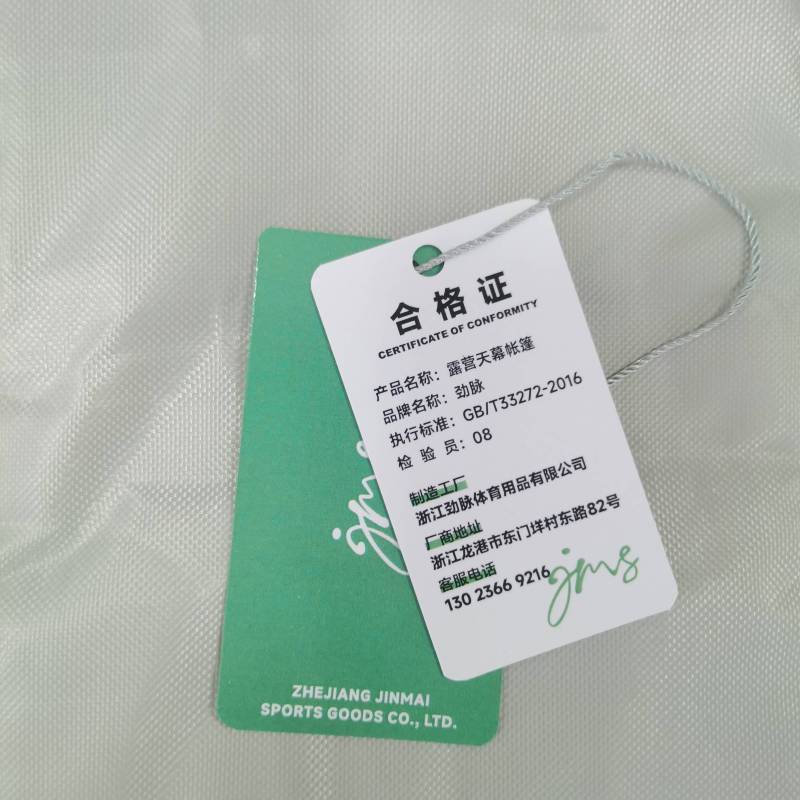 合格证
CERTIFICATE OF CONFORMITY
产品名称：露营天幕帐篷
品牌名称：劲脉
执行标准：GB/T33272-2016
检 验 员：08
制造工厂
浙江劲脉体育用品有限公司
厂商地址
浙江龙港市东门垟村东路82号
客服电话
130 2366 9216
jms
jms
ZHEJIANG JINMAI
SPORTS GOODS CO., LTD.